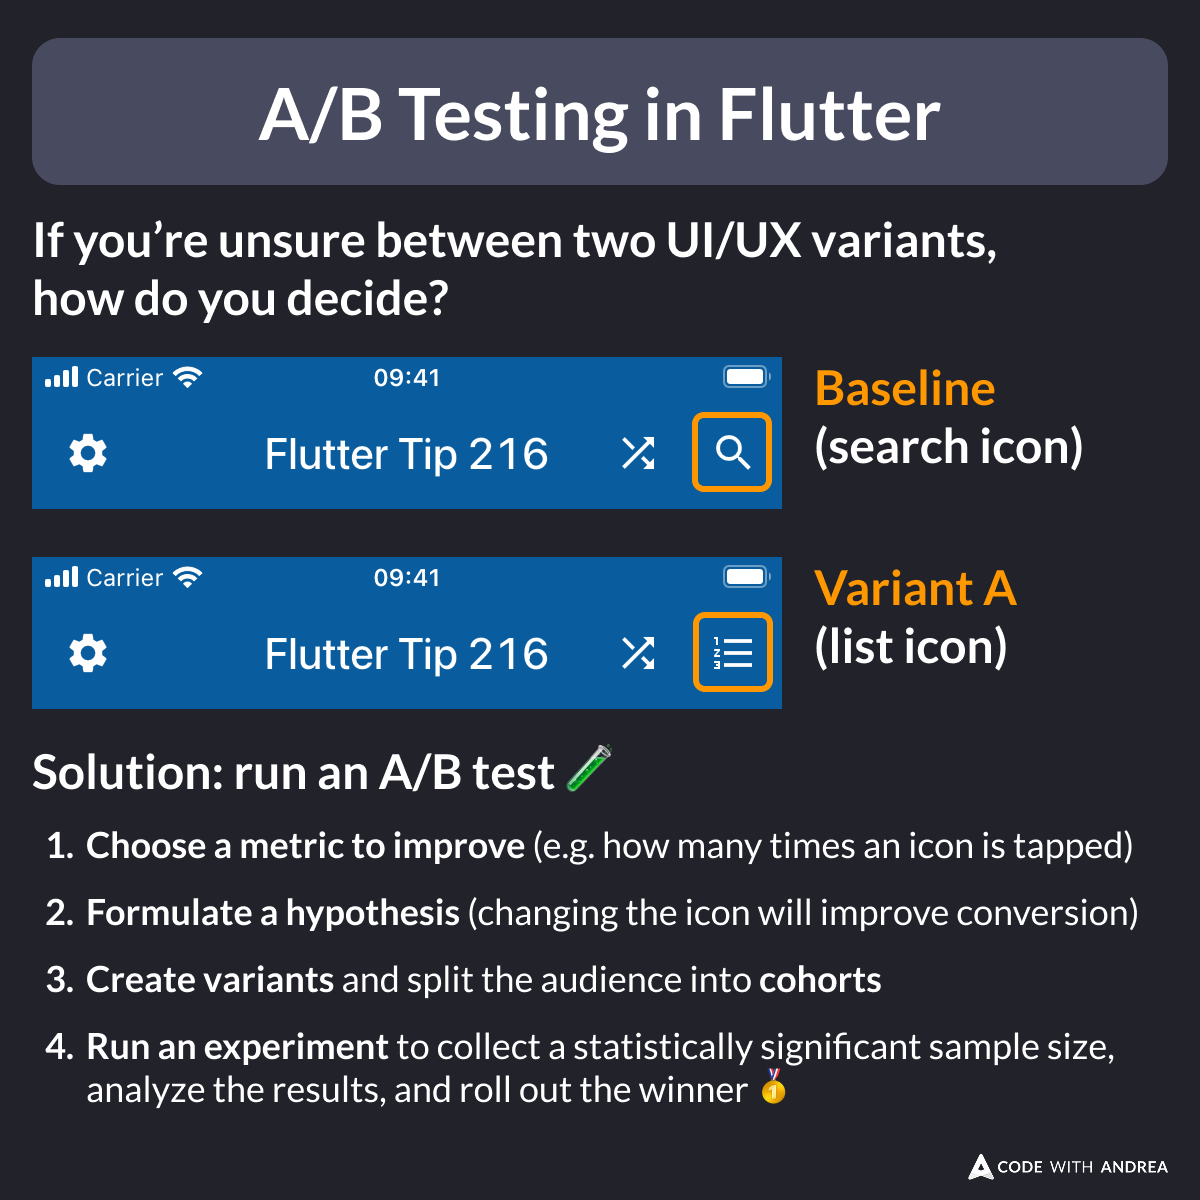 A/B Testing in Flutter
If you’re unsure between two UI/UX variants,
how do you decide?
Carrier 09:41
Flutter Tip 216
Baseline
(search icon)
Carrier 09:41
Flutter Tip 216
1
2
3
Variant A
(list icon)
Solution: run an A/B test
1. Choose a metric to improve (e.g. how many times an icon is tapped)
2. Formulate a hypothesis (changing the icon will improve conversion)
3. Create variants and split the audience into cohorts
4. Run an experiment to collect a statistically significant sample size,
analyze the results, and roll out the winner
CODE WITH ANDREA